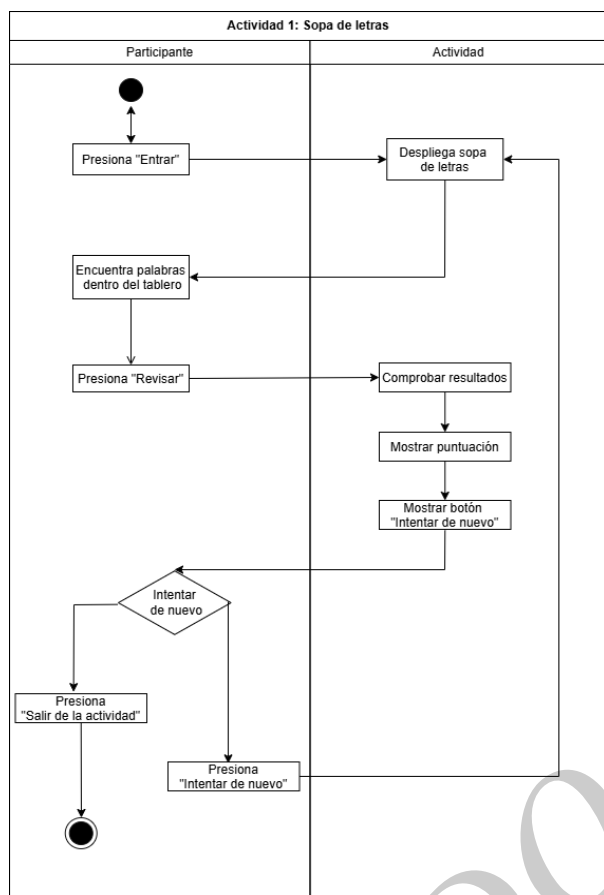 Actividad 1: Sopa de letras
Participante
Actividad
Presiona "Entrar"
Despliega sopa
de letras
Encuentra palabras
dentro del tablero
Presiona "Revisar"
Comprobar resultados
Mostrar puntuación
Mostrar botón
"Intentar de nuevo"
Intentar
de nuevo
Presiona
"Salir de la actividad"
Presiona
"Intentar de nuevo"